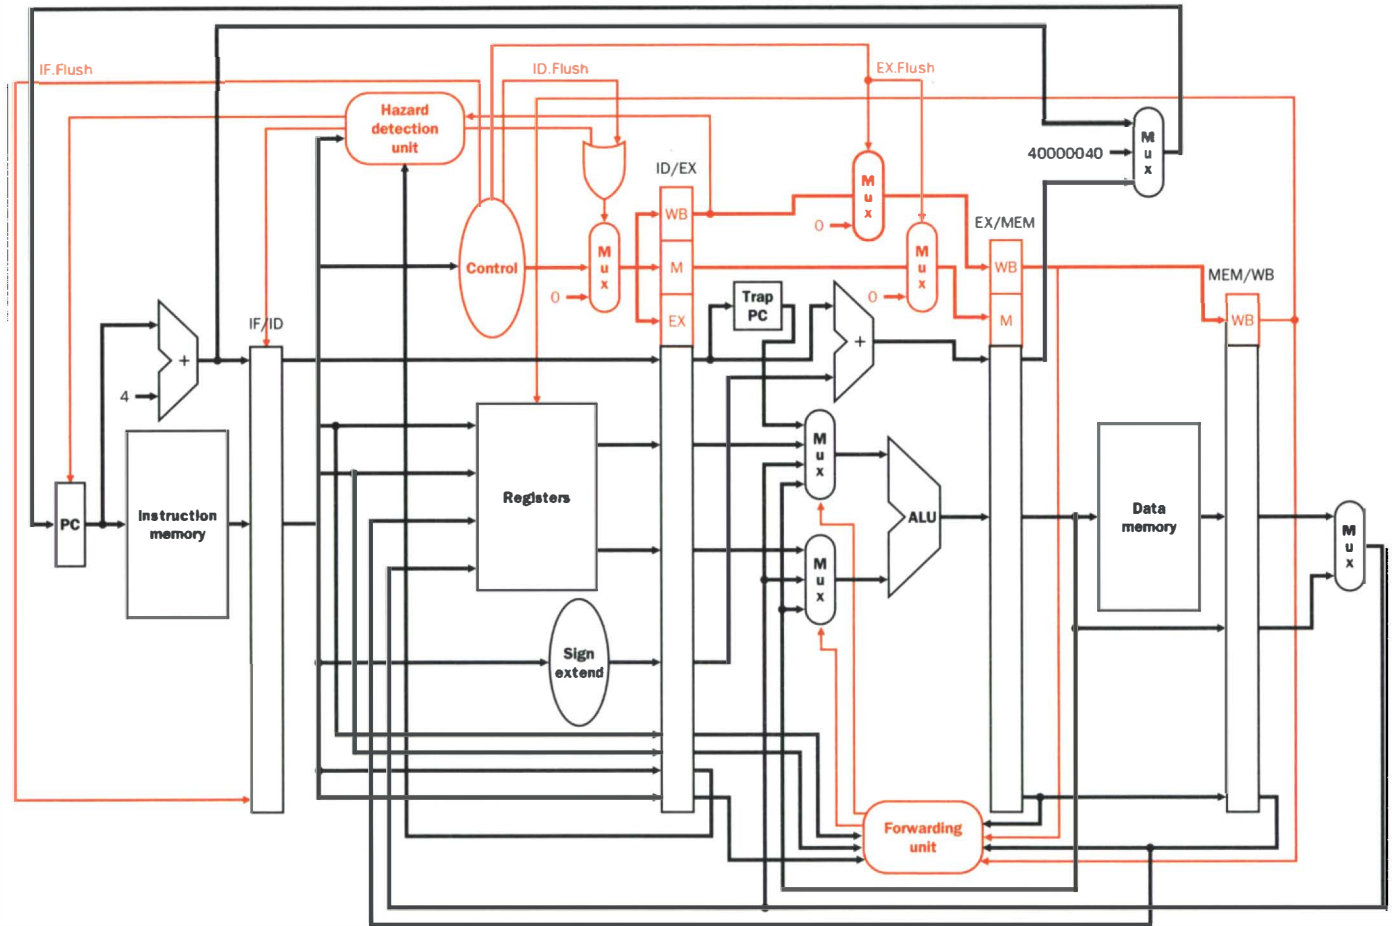 IF.Flush
ID.Flush
EX.Flush
Hazard
detection
unit
M
u
x
40000040
ID/EX
WB
M
u
x
0
EX/MEM
Control
M
u
x
0
M
M
u
x
0
WB
MEM/WB
EX
Trap
PC
M
WB
IF/ID
+
+
4
M
u
x
PC
Instruction
memory
Registers
ALU
Data
memory
M
u
x
M
u
x
Sign
extend
Forwarding
unit